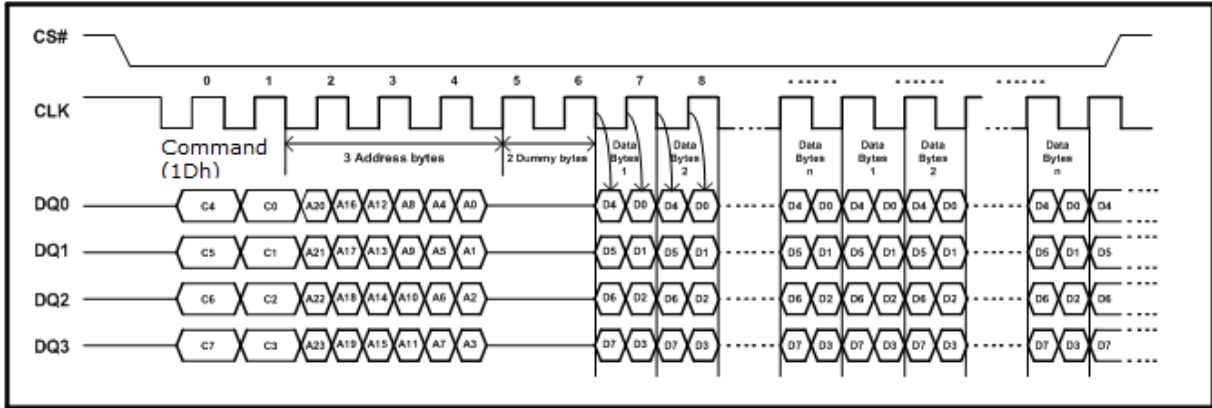 CS#
0 1 2 3 4 5 6 7 8
CLK
Command
(1Dh)
3 Address bytes
2 Dummy bytes
Data Data Data Data Data Data
Bytes Bytes Bytes Bytes Bytes Bytes
1 2 n 1 2 n
DQ0 C4 C0 A20 A16 A12 A8 A4 A0 D4 D0 D4 D0 D4 D0 D4 D0 D4 D0 D4 D0 D4
DQ1 C5 C1 A21 A17 A13 A9 A5 A1 D5 D1 D5 D1 D5 D1 D5 D1 D5 D1 D5 D1 D5
DQ2 C6 C2 A22 A18 A14 A10 A6 A2 D6 D2 D6 D2 D6 D2 D6 D2 D6 D2 D6 D2 D6
DQ3 C7 C3 A23 A19 A15 A11 A7 A3 D7 D3 D7 D3 D7 D3 D7 D3 D7 D3 D7 D3 D7